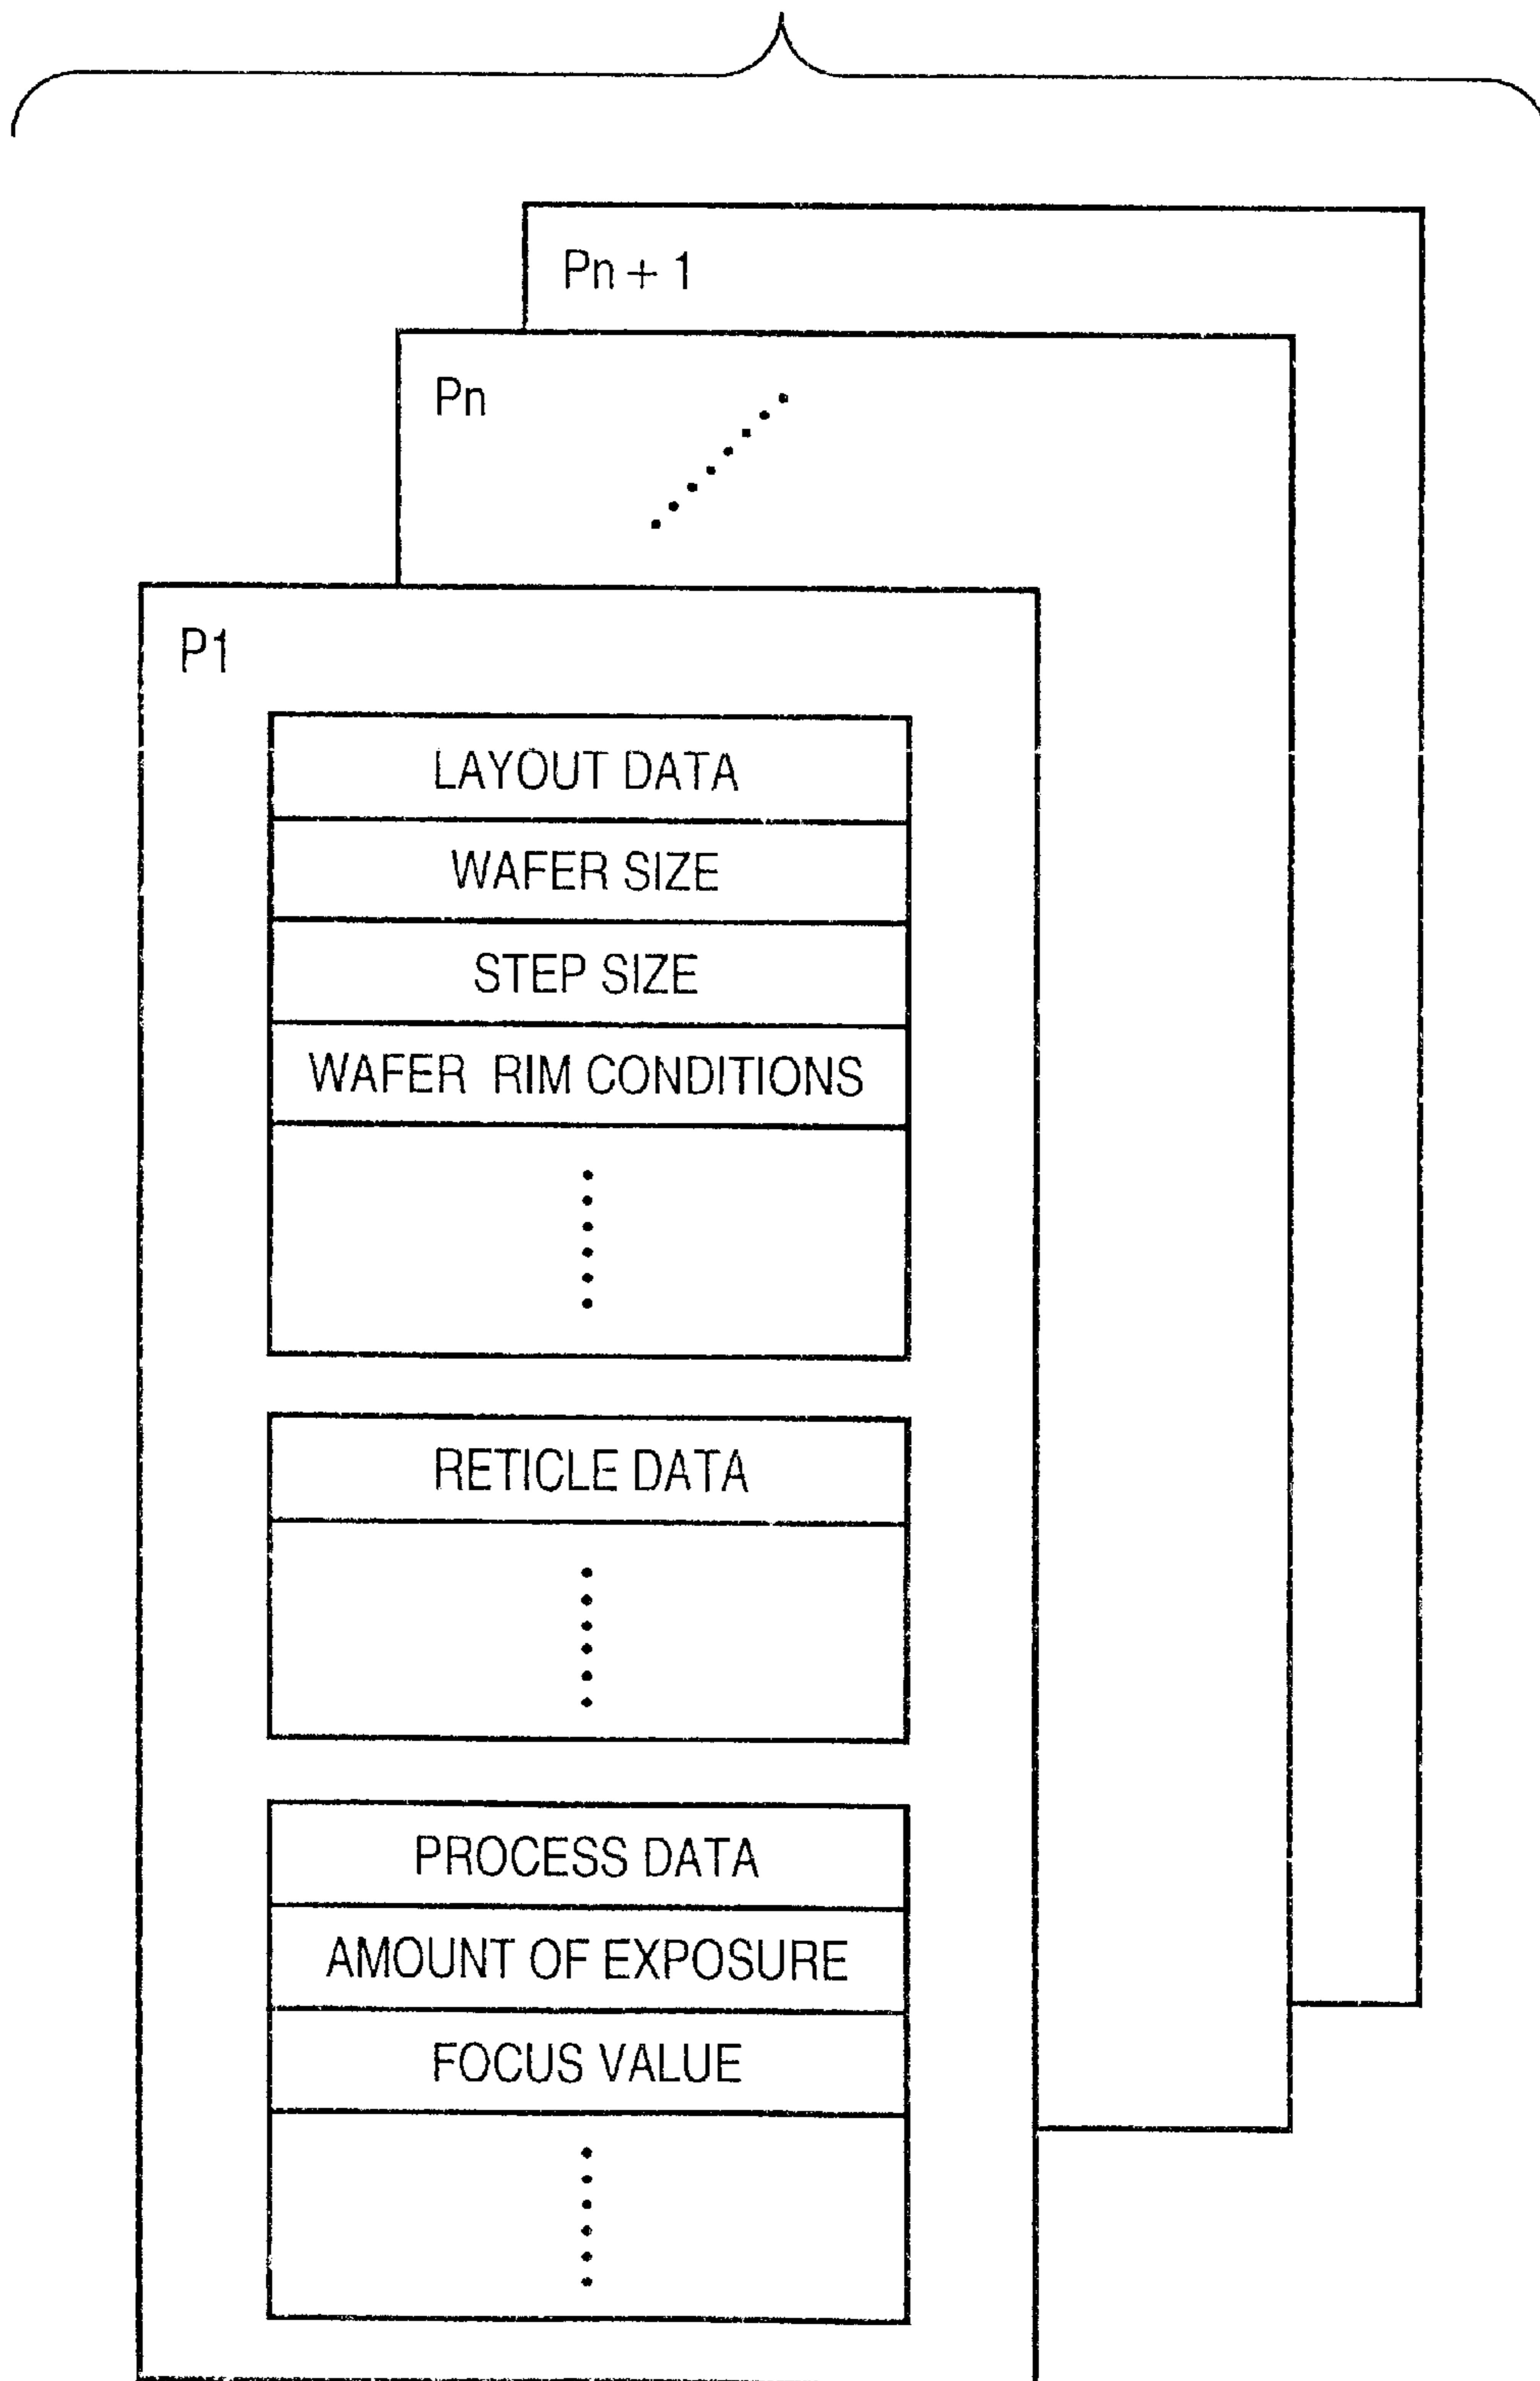 Pn + 1
Pn
P1
LAYOUT DATA
WAFER SIZE
STEP SIZE
WAFER RIM CONDITIONS
RETICLE DATA
PROCESS DATA
AMOUNT OF EXPOSURE
FOCUS VALUE